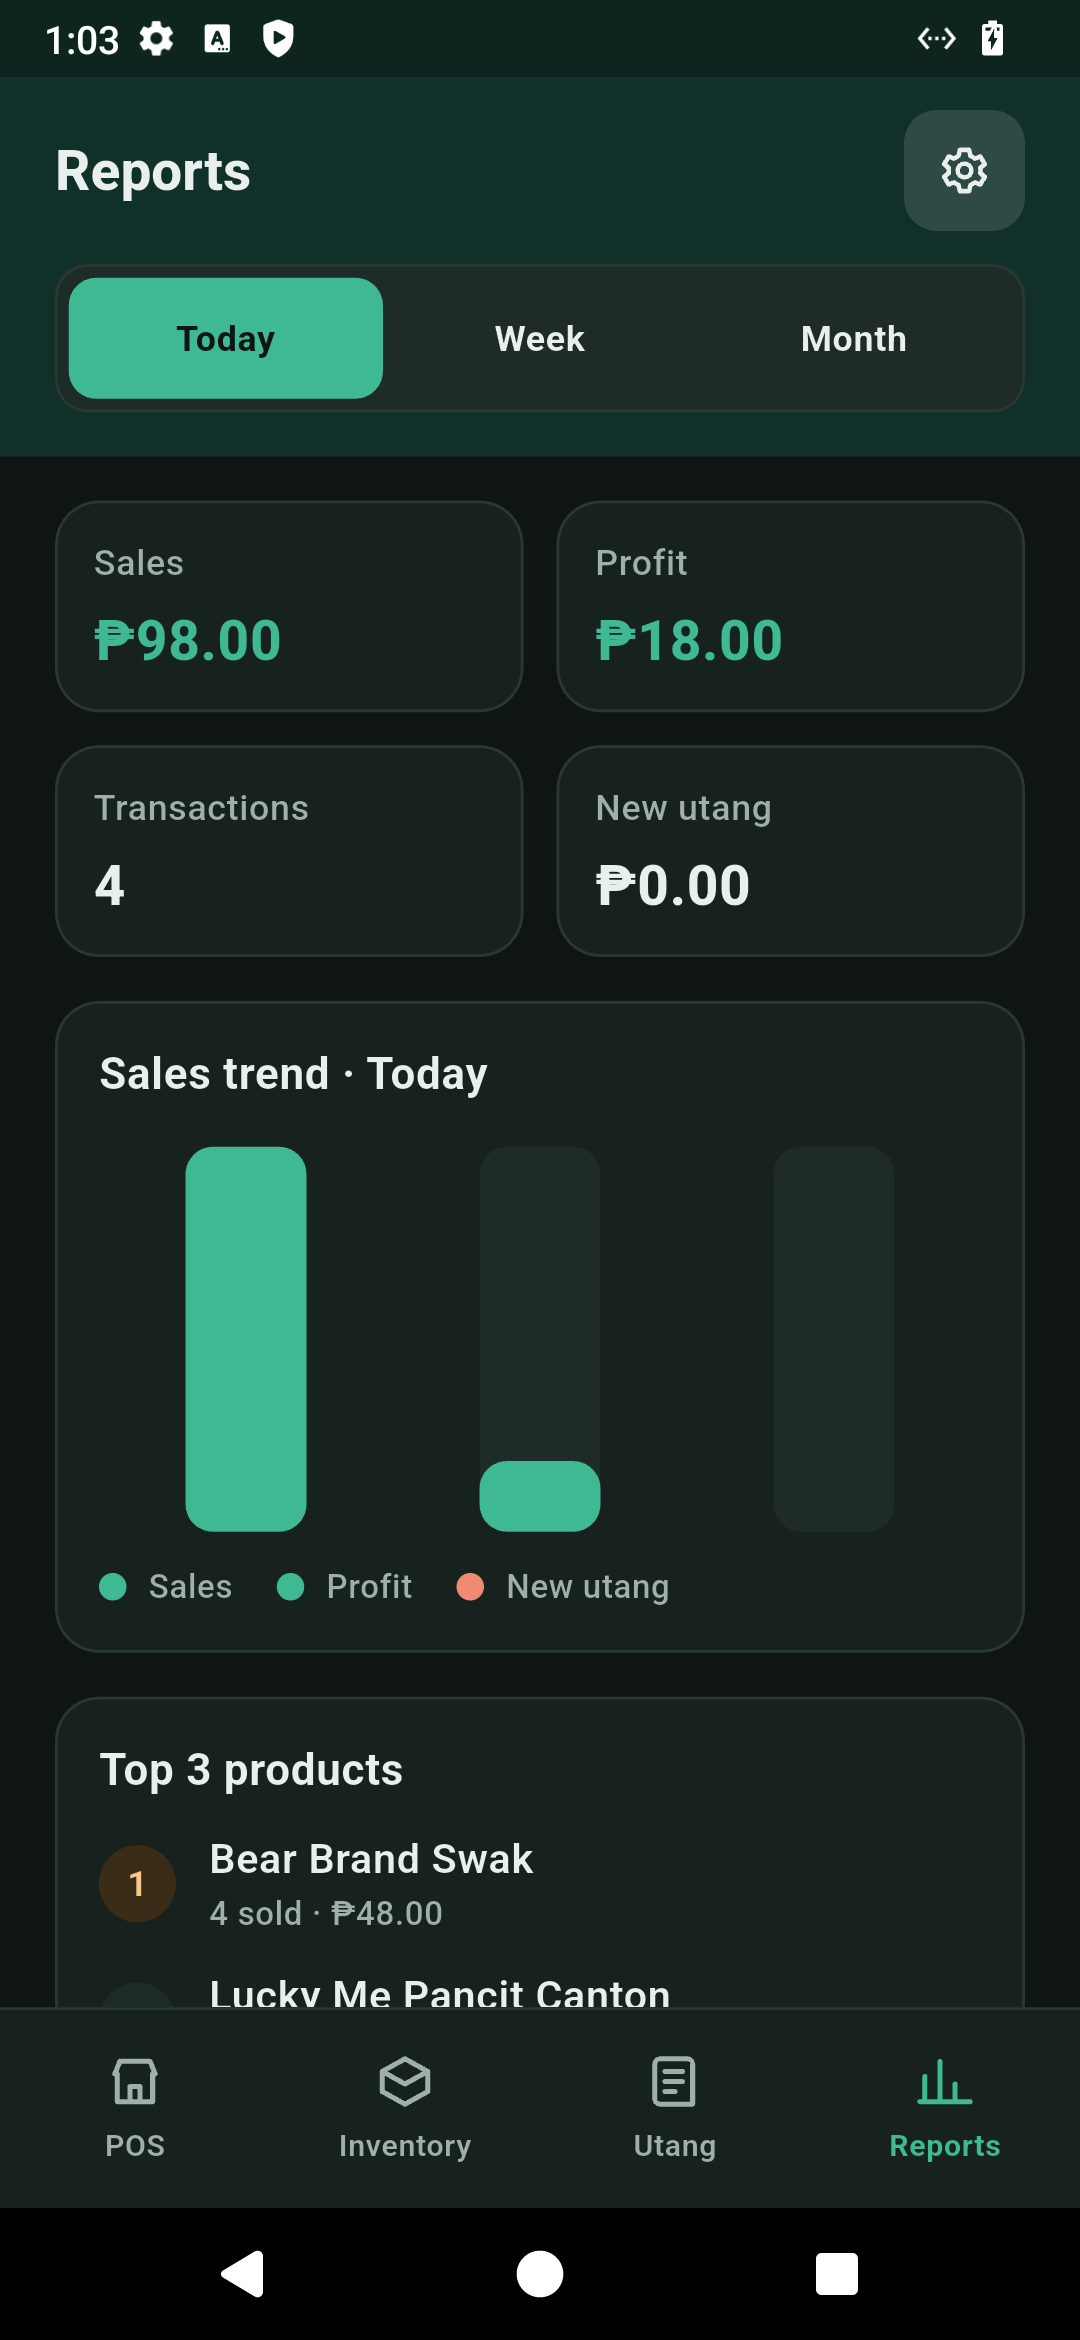 1:03
Reports
Today
Week
Month
Sales
₱98.00
Profit
₱18.00
Transactions
4
New utang
₱0.00
Sales trend · Today
Sales
Profit
New utang
Top 3 products
1
Bear Brand Swak
4 sold · ₱48.00
Lucky Me Pancit Canton
POS
Inventory
Utang
Reports